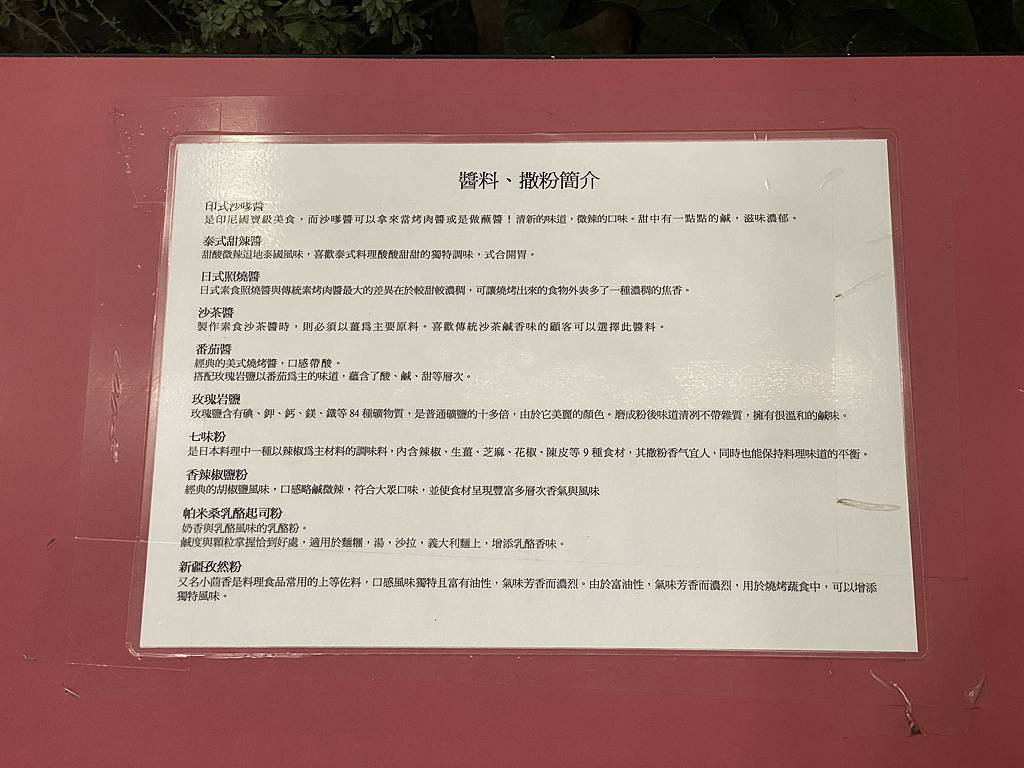 醬料、撒粉簡介
印式沙嗲醬
是印尼國寶級美食，而沙嗲醬可以拿來當烤肉醬或是做蘸醬！清新的味道，微辣的口味。甜中有一點點的鹹，滋味濃郁。
泰式甜辣醬
甜酸微辣道地泰國風味，喜歡泰式料理酸酸甜甜的獨特調味，式合開胃。
日式照燒醬
日式素食照燒醬與傳統素烤肉醬最大的差異在於較甜較濃稠，可讓燒烤出來的食物外表多了一種濃稠的焦香。
沙茶醬
製作素食沙茶醬時，則必須以薑爲主要原料。喜歡傳統沙茶鹹香味的顧客可以選擇此醬料。
番茄醬
經典的美式燒烤醬，口感帶酸。
搭配玫瑰岩鹽以番茄爲主的味道，蘊含了酸、鹹、甜等層次。
玫瑰岩鹽
玫瑰鹽含有碘、鉀、鈣、鎂、鐵等 84 種礦物質，是普通礦鹽的十多倍，由於它美麗的顏色。磨成粉後味道清冽不帶雜質，擁有很溫和的鹹味。
七味粉
是日本料理中一種以辣椒爲主材料的調味料，內含辣椒、生薑、芝麻、花椒、陳皮等 9 種食材，其撒粉香气宜人，同時也能保持料理味道的平衡。
香辣椒鹽粉
經典的胡椒鹽風味，口感略鹹微辣，符合大眾口味，並使食材呈現豐富多層次香氣與風味
帕米桑乳酪起司粉
奶香與乳酪風味的乳酪粉。
鹹度與顆粒掌握恰到好處，適用於麵糰，湯，沙拉，義大利麵上，增添乳酪香味。
新疆孜然粉
又名小茴香是料理食品常用的上等佐料，口感風味獨特且富有油性，氣味芳香而濃烈。由於富油性，氣味芳香而濃烈，用於燒烤蔬食中，可以增添
獨特風味。